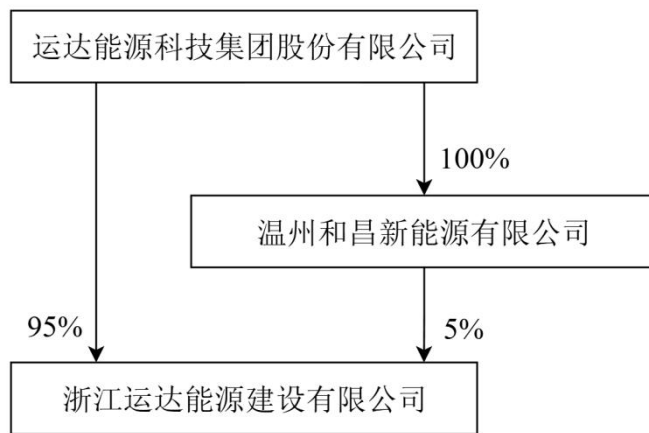 运达能源科技集团股份有限公司
100%
温州和昌新能源有限公司
95%
5%
浙江运达能源建设有限公司